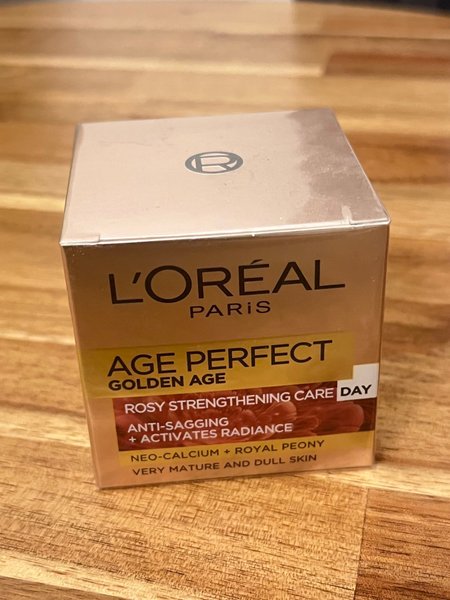 L'ORÉAL
PARiS
AGE PERFECT
GOLDEN AGE
ROSY STRENGTHENING CARE DAY
ANTI-SAGGING
+ ACTIVATES RADIANCE
NEO-CALCIUM + ROYAL PEONY
VERY MATURE AND DULL SKIN